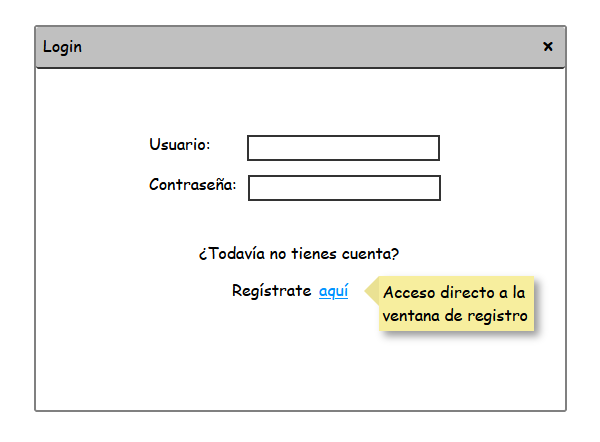 Login x
Usuario:
Contraseña:
¿Todavía no tienes cuenta?
Regístrate aquí
Acceso directo a la
ventana de registro